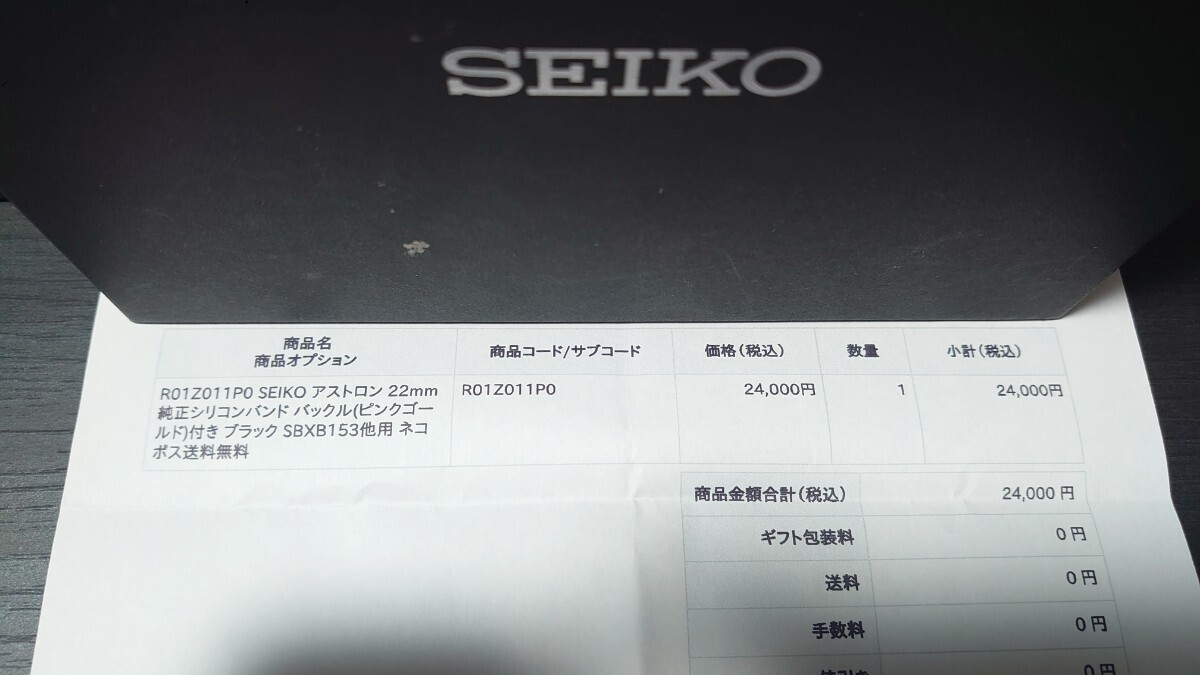 SEIKO
商品名
商品オプション
商品コード/サブコード
価格(税込)
数量
小計(税込)
R01Z011P0 SEIKO アストロン 22mm
純正シリコンバンド バックル(ピンクゴー
ルド)付き ブラック SBXB153他用 ネコ
ポス送料無料
R01Z011P0
24,000円
1
24,000円
商品金額合計(税込)
24,000 円
ギフト包装料
0 円
送料
0 円
手数料
0 円
0 円